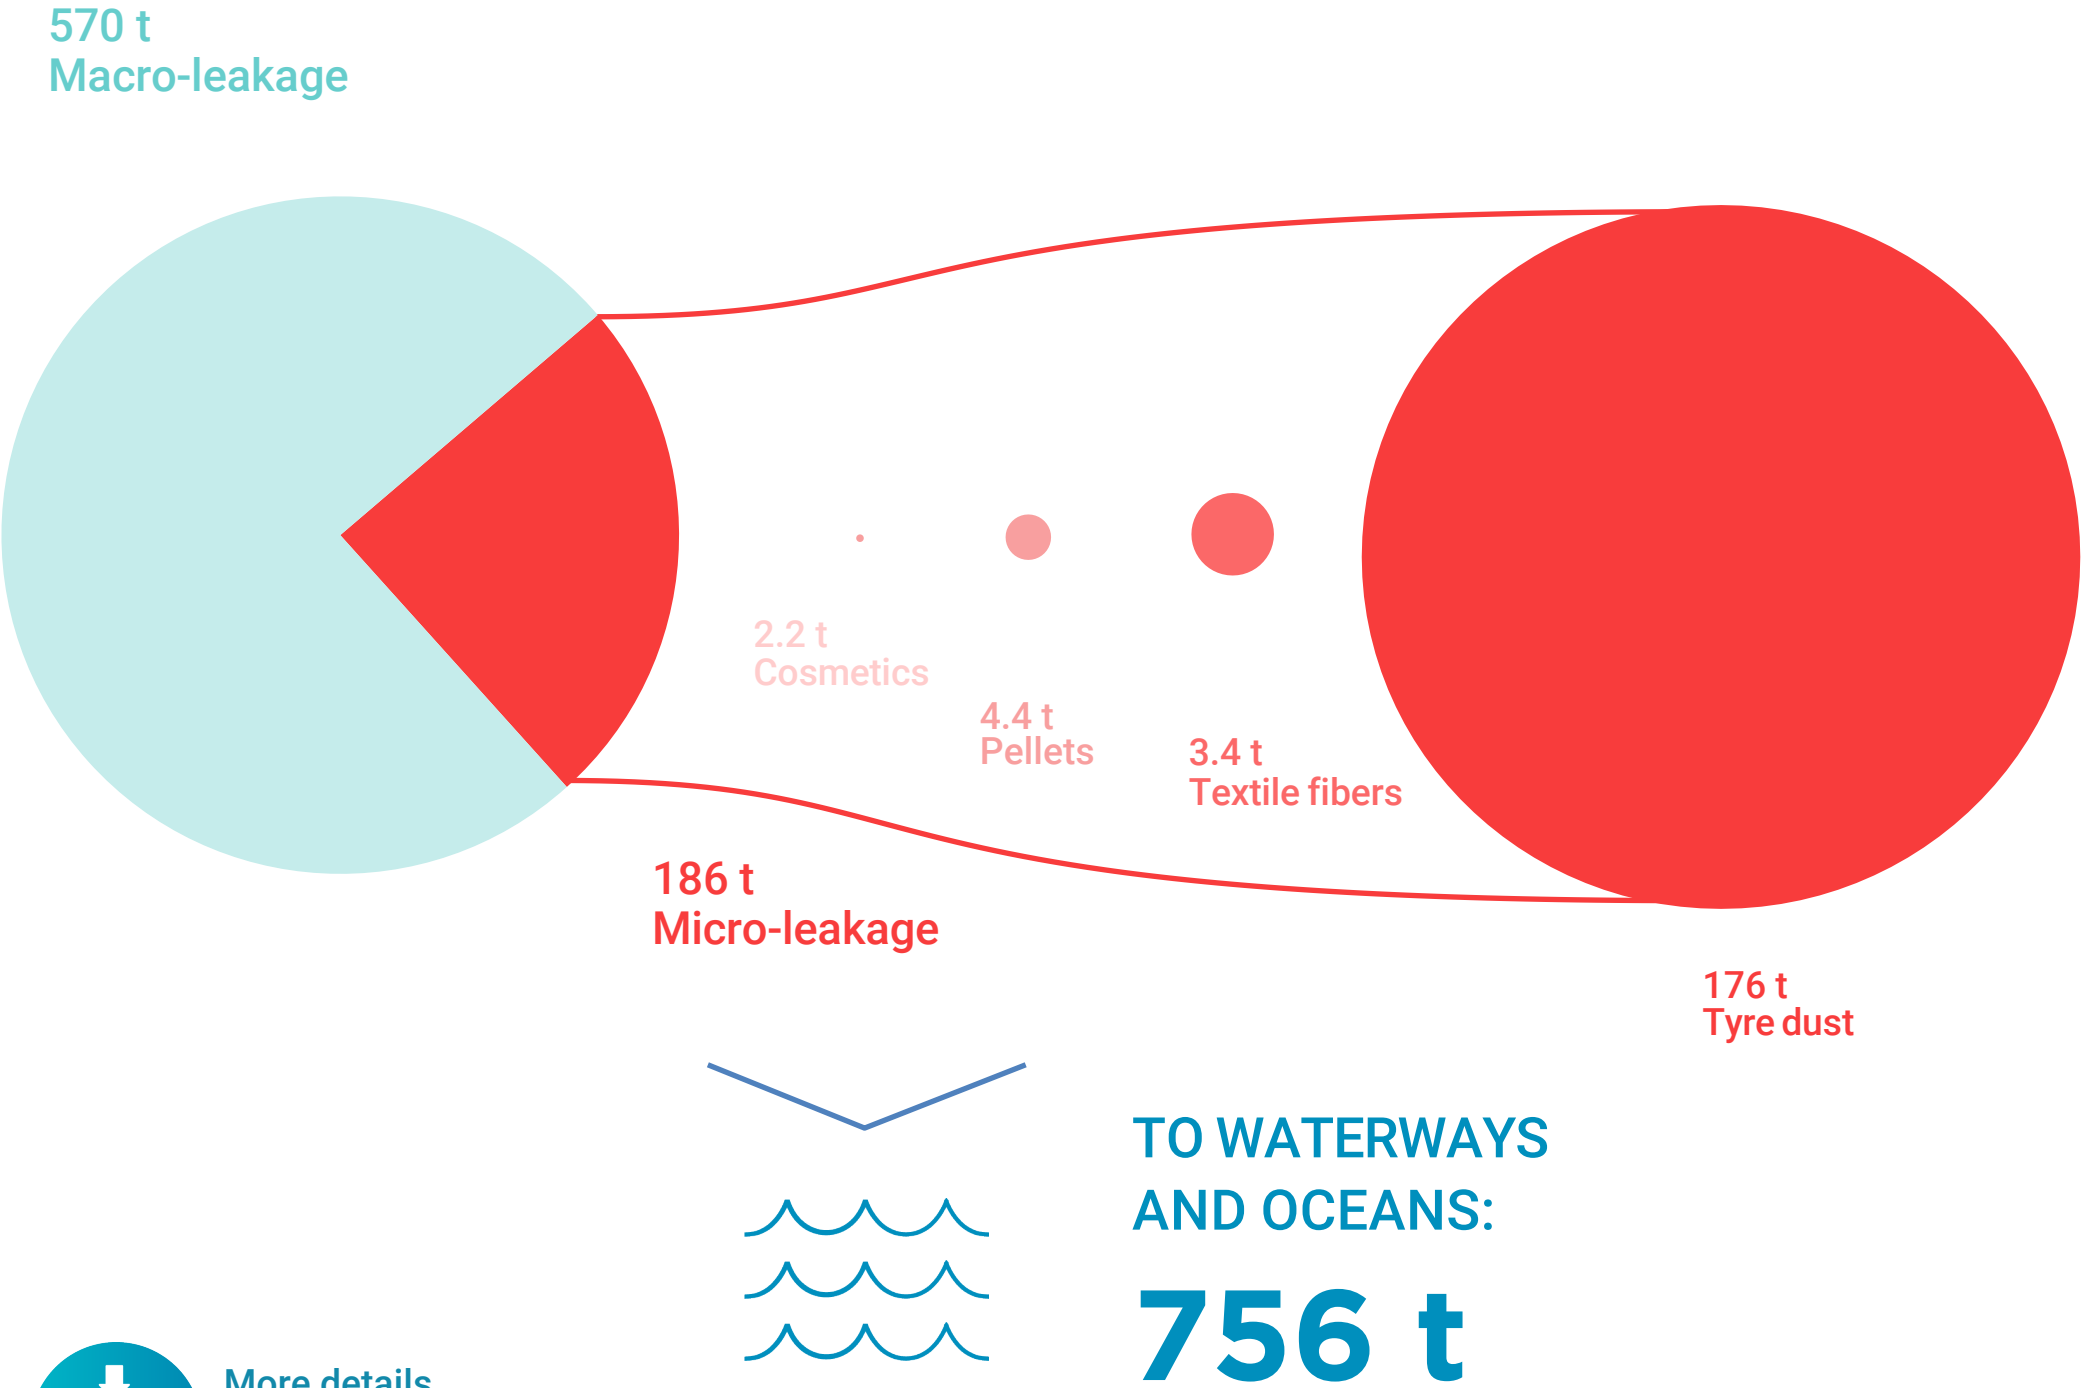 570 t
Macro-leakage
2.2 t
Cosmetics
4.4 t
Pellets
3.4 t
Textile fibers
186 t
Micro-leakage
176 t
Tyre dust
TO WATERWAYS
AND OCEANS:
756 t
More details